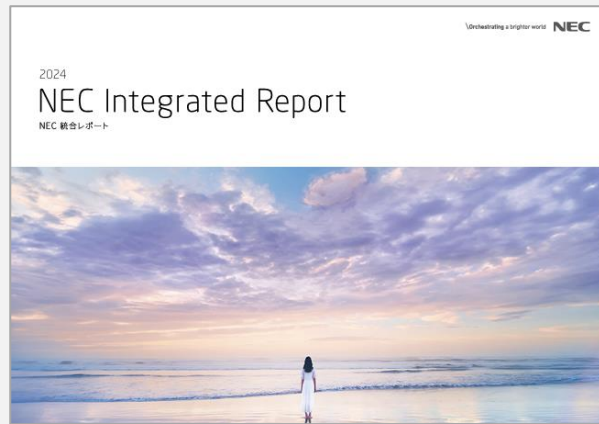 \Orchestrating a brighter world NEC
2024
NEC Integrated Report
NEC 統合レポート